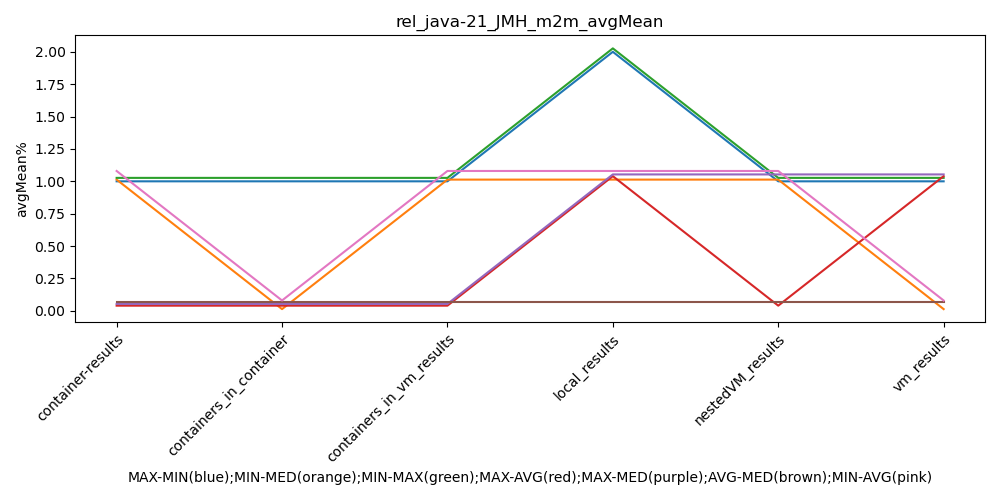 rel_java-21_JMH_m2m_avgMean
avgMean%
2.00
1.75
1.50
1.25
1.00
0.75
0.50
0.25
0.00
container-results
containers_in_container
containers_in_vm_results
local_results
nestedVM_results
vm_results
MAX-MIN(blue);MIN-MED(orange);MIN-MAX(green);MAX-AVG(red);MAX-MED(purple);AVG-MED(brown);MIN-AVG(pink)